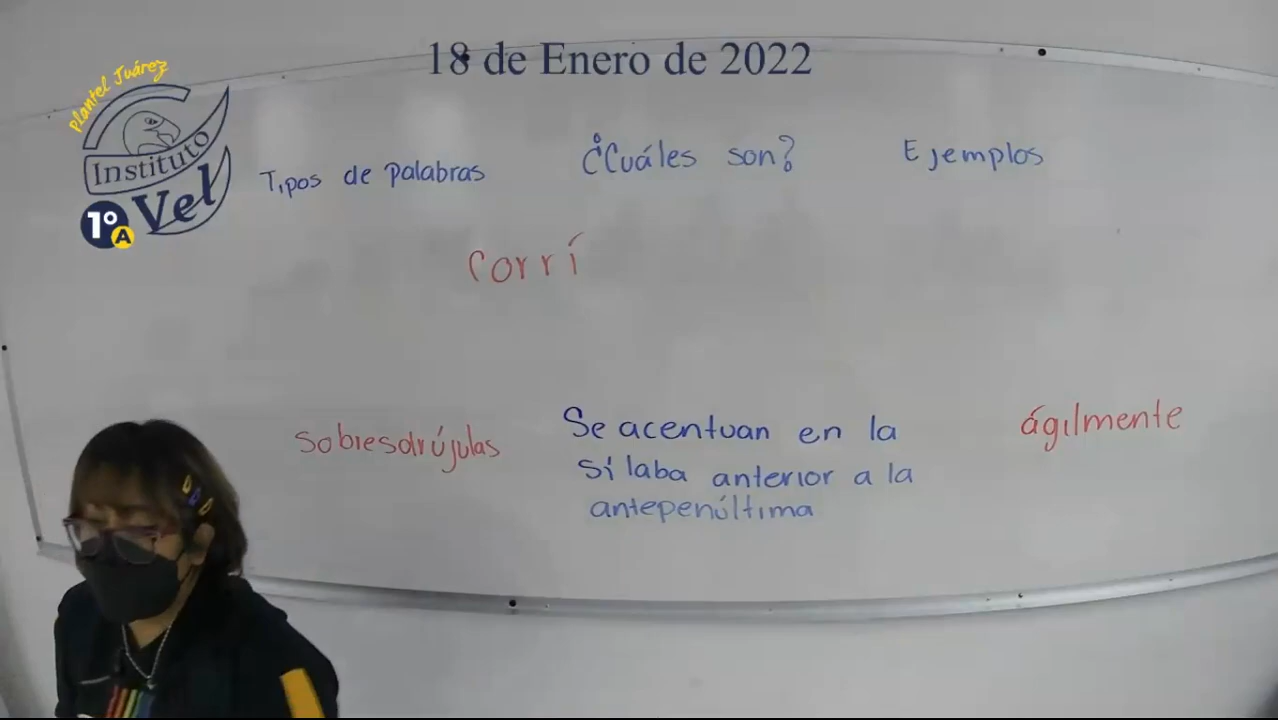 18 de Enero de 2022
Plantel Juárez
Instituto
Vel
1º
A
Tipos de palabras
¿Cuáles son?
Ejemplos
Corrí
Sobresdrújulas
Se acentuan en la
sílaba anterior a la
antepenúltima
ágilmente